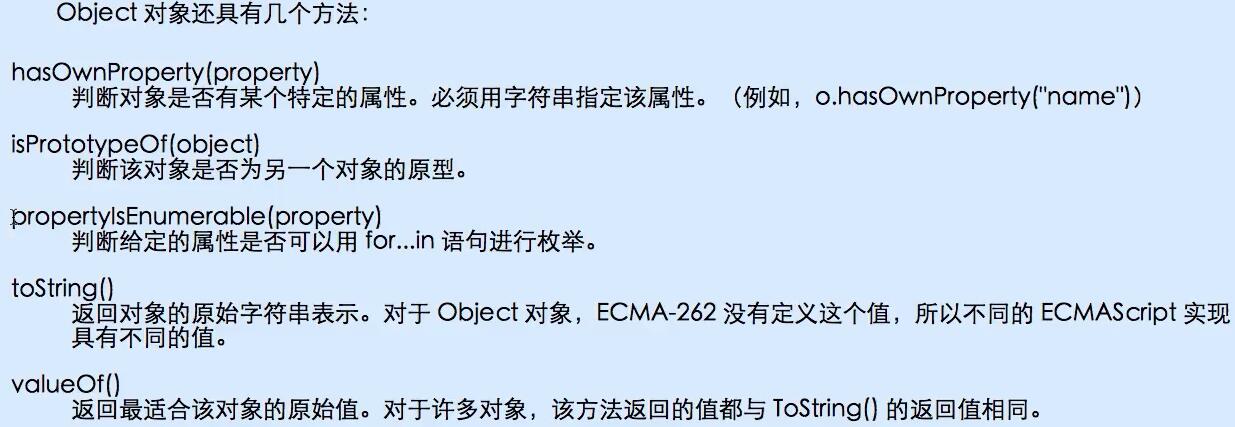 Object 对象还具有几个方法：
hasOwnProperty(property)
判断对象是否有某个特定的属性。必须用字符串指定该属性。（例如，o.hasOwnProperty("name")）
isPrototypeOf(object)
判断该对象是否为另一个对象的原型。
propertyIsEnumerable(property)
判断给定的属性是否可以用 for...in 语句进行枚举。
toString()
返回对象的原始字符串表示。对于 Object 对象，ECMA-262 没有定义这个值，所以不同的 ECMAScript 实现
具有不同的值。
valueOf()
返回最适合该对象的原始值。对于许多对象，该方法返回的值都与 ToString() 的返回值相同。